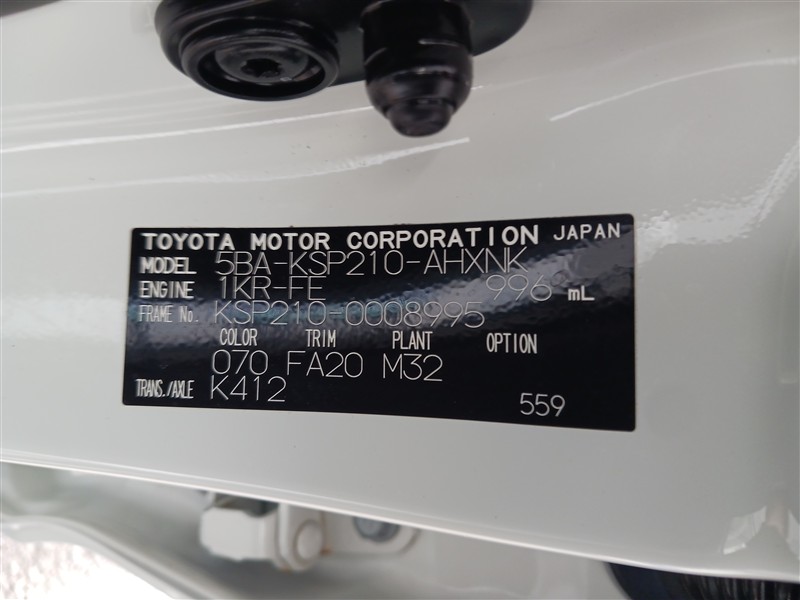 TOYOTA MOTOR CORPORATION JAPAN
MODEL 5BA-KSP210-AHXNK
ENGINE 1KR-FE 996 mL
FRAME No. KSP210-0008995
COLOR TRIM PLANT OPTION
070 FA20 M32
TRANS./AXLE K412
559